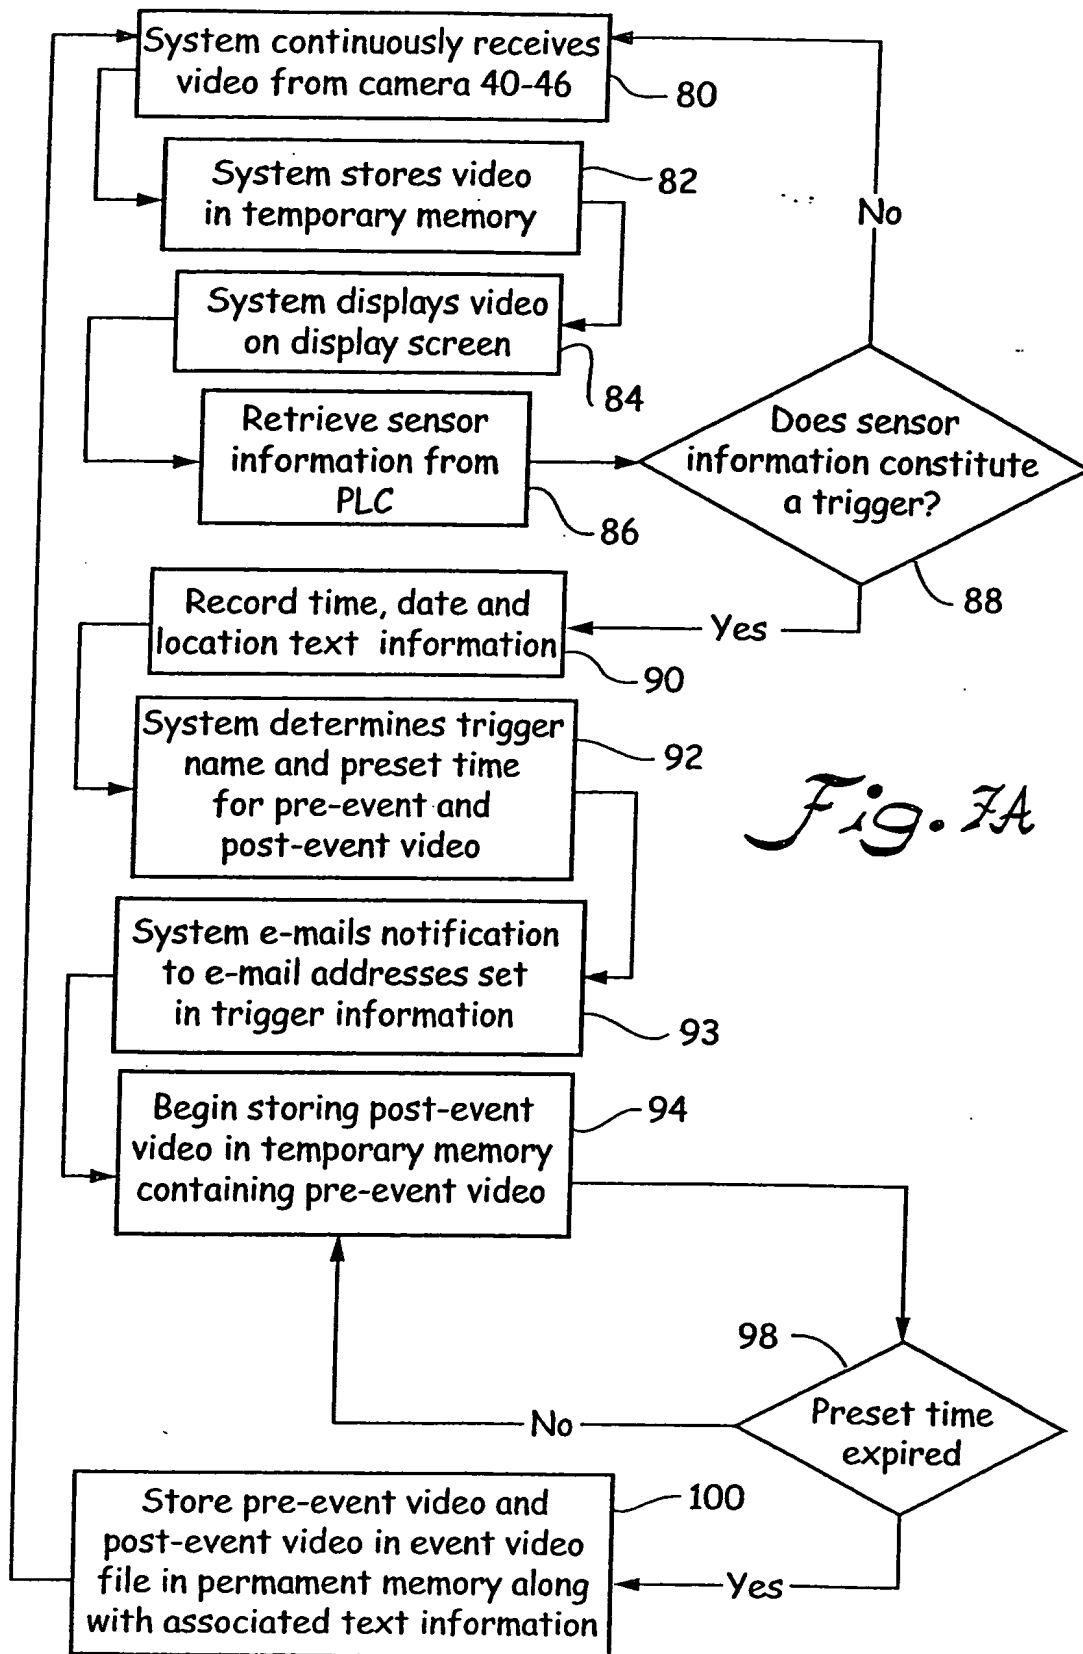 System continuously receives
video from camera 40-46
80
System stores video
in temporary memory
82
No
System displays video
on display screen
84
Retrieve sensor
information from
PLC
86
Does sensor
information constitute
a trigger?
88
Yes
Record time, date and
location text information
90
System determines trigger
name and preset time
for pre-event and
post-event video
92
Fig. 7A
System e-mails notification
to e-mail addresses set
in trigger information
93
Begin storing post-event
video in temporary memory
containing pre-event video
94
98
Preset time
expired
No
Store pre-event video and
post-event video in event video
file in permament memory along
with associated text information
100
Yes